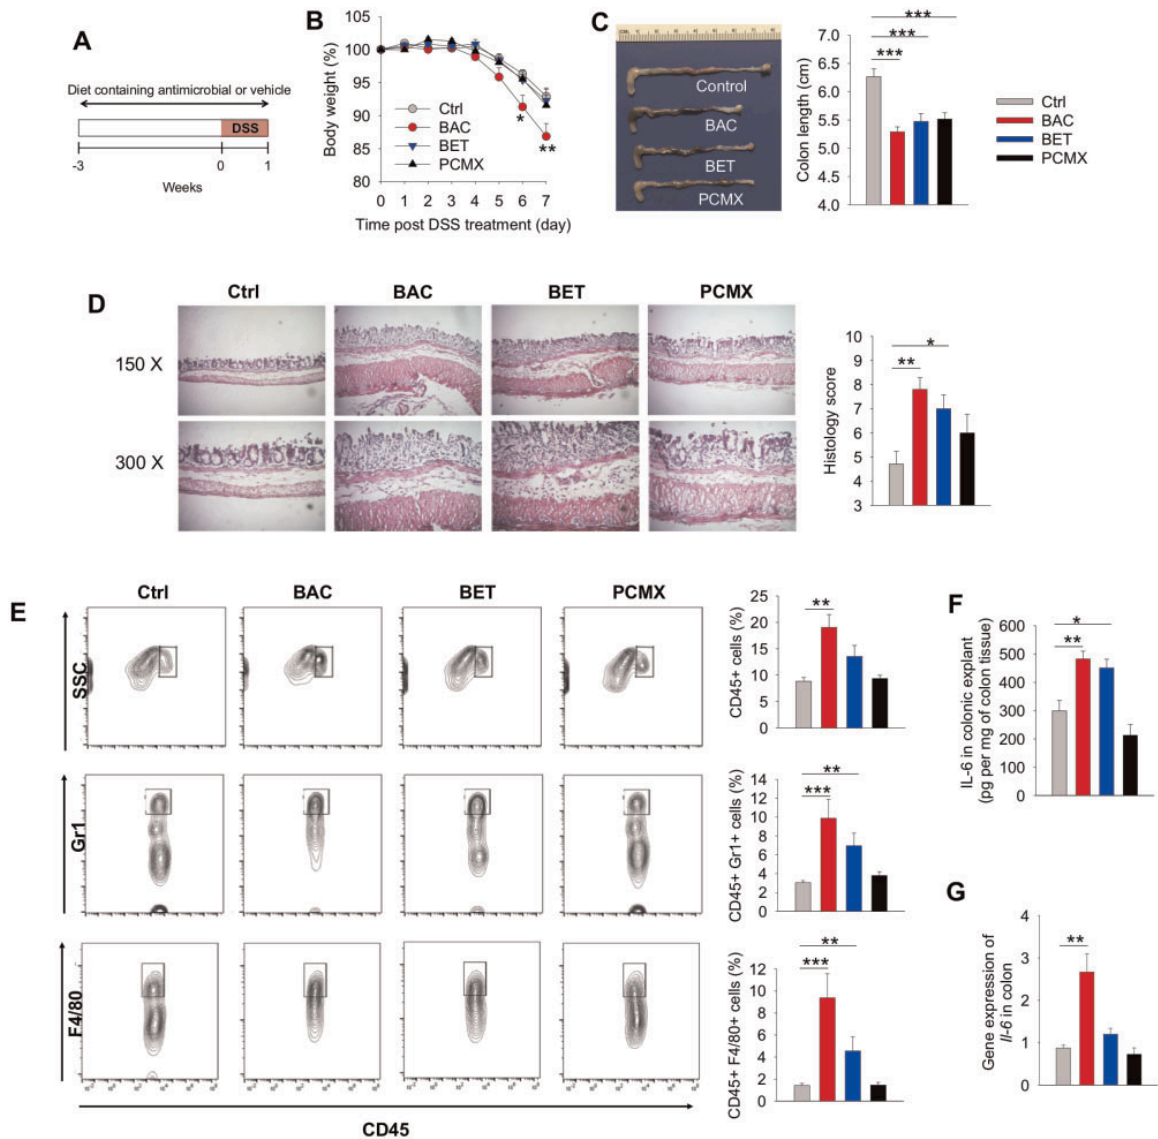 A
Diet containing antimicrobial or vehicle
DSS
-3
0
1
Weeks
B
Body weight (%)
105
100
95
90
85
80
Ctrl
BAC
BET
PCMX
*
**
0 1 2 3 4 5 6 7
Time post DSS treatment (day)
C
Control
BAC
BET
PCMX
Colon length (cm)
7.0
6.5
6.0
5.5
5.0
4.5
4.0
***
***
***
Ctrl
BAC
BET
PCMX
D
Ctrl BAC BET PCMX
150 X
300 X
Histology score
10
9
8
7
6
5
4
3
*
**
E
Ctrl BAC BET PCMX
SSC
Gr1
F4/80
CD45
CD45+ cells (%)
25
20
15
10
5
0
**
CD45+ Gr1+ cells (%)
14
12
10
8
6
4
2
0
**
***
CD45+ F4/80+ cells (%)
12
10
8
6
4
2
0
**
***
F
IL-6 in colonic explant
(pg per mg of colon tissue)
600
500
400
300
200
100
0
*
**
G
Gene expression of
Il-6 in colon
4
3
2
1
0
**